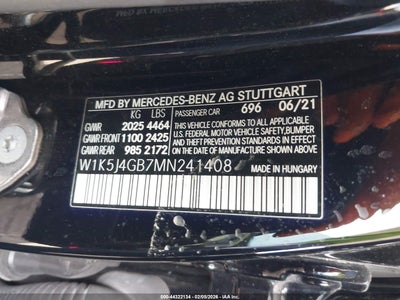 MFD BY MERCEDES-BENZ AG STUTTGART
KG LBS PASSENGER CAR 696 06/21
GVWR 2025 4464
GAWR FRONT 1100 2425
GAWR REAR 985 2172
THIS VEHICLE CONFORMS TO ALL APPLICABLE
U.S. FEDERAL MOTOR VEHICLE SAFETY, BUMPER
AND THEFT PREVENTION STANDARDS IN EFFECT
ON THE DATE OF MANUFACTURE SHOWN ABOVE.
W1K5J4GB7MN241408
MADE IN HUNGARY